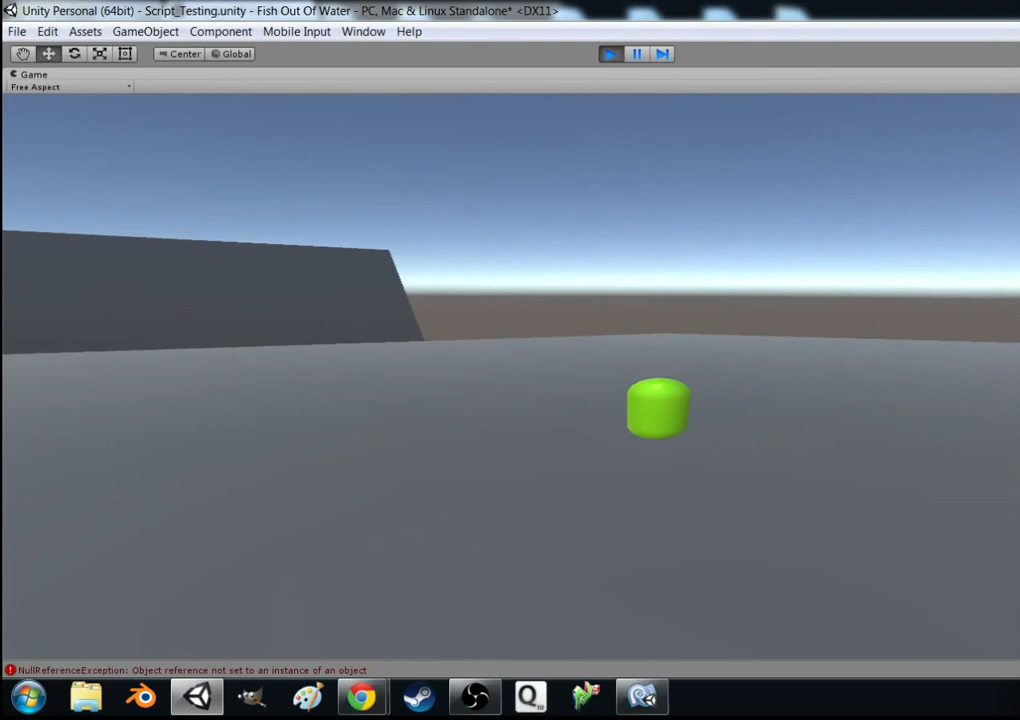 Unity Personal (64bit) - Script_Testing.unity - Fish Out Of Water - PC, Mac & Linux Standalone* <DX11>
File Edit Assets GameObject Component Mobile Input Window Help
Center Global
Game
Free Aspect
NullReferenceException: Object reference not set to an instance of an object
Q
10